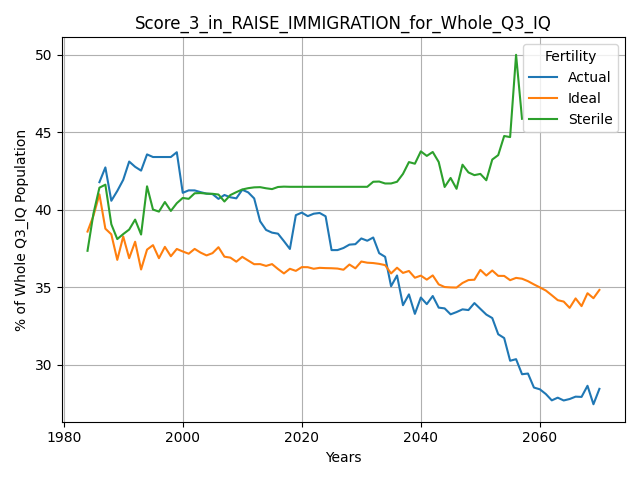 Score_3_in_RAISE_IMMIGRATION_for_Whole_Q3_IQ
% of Whole Q3_IQ Population
50
45
40
35
30
Fertility
Actual
Ideal
Sterile
1980
2000
2020
2040
2060
Years